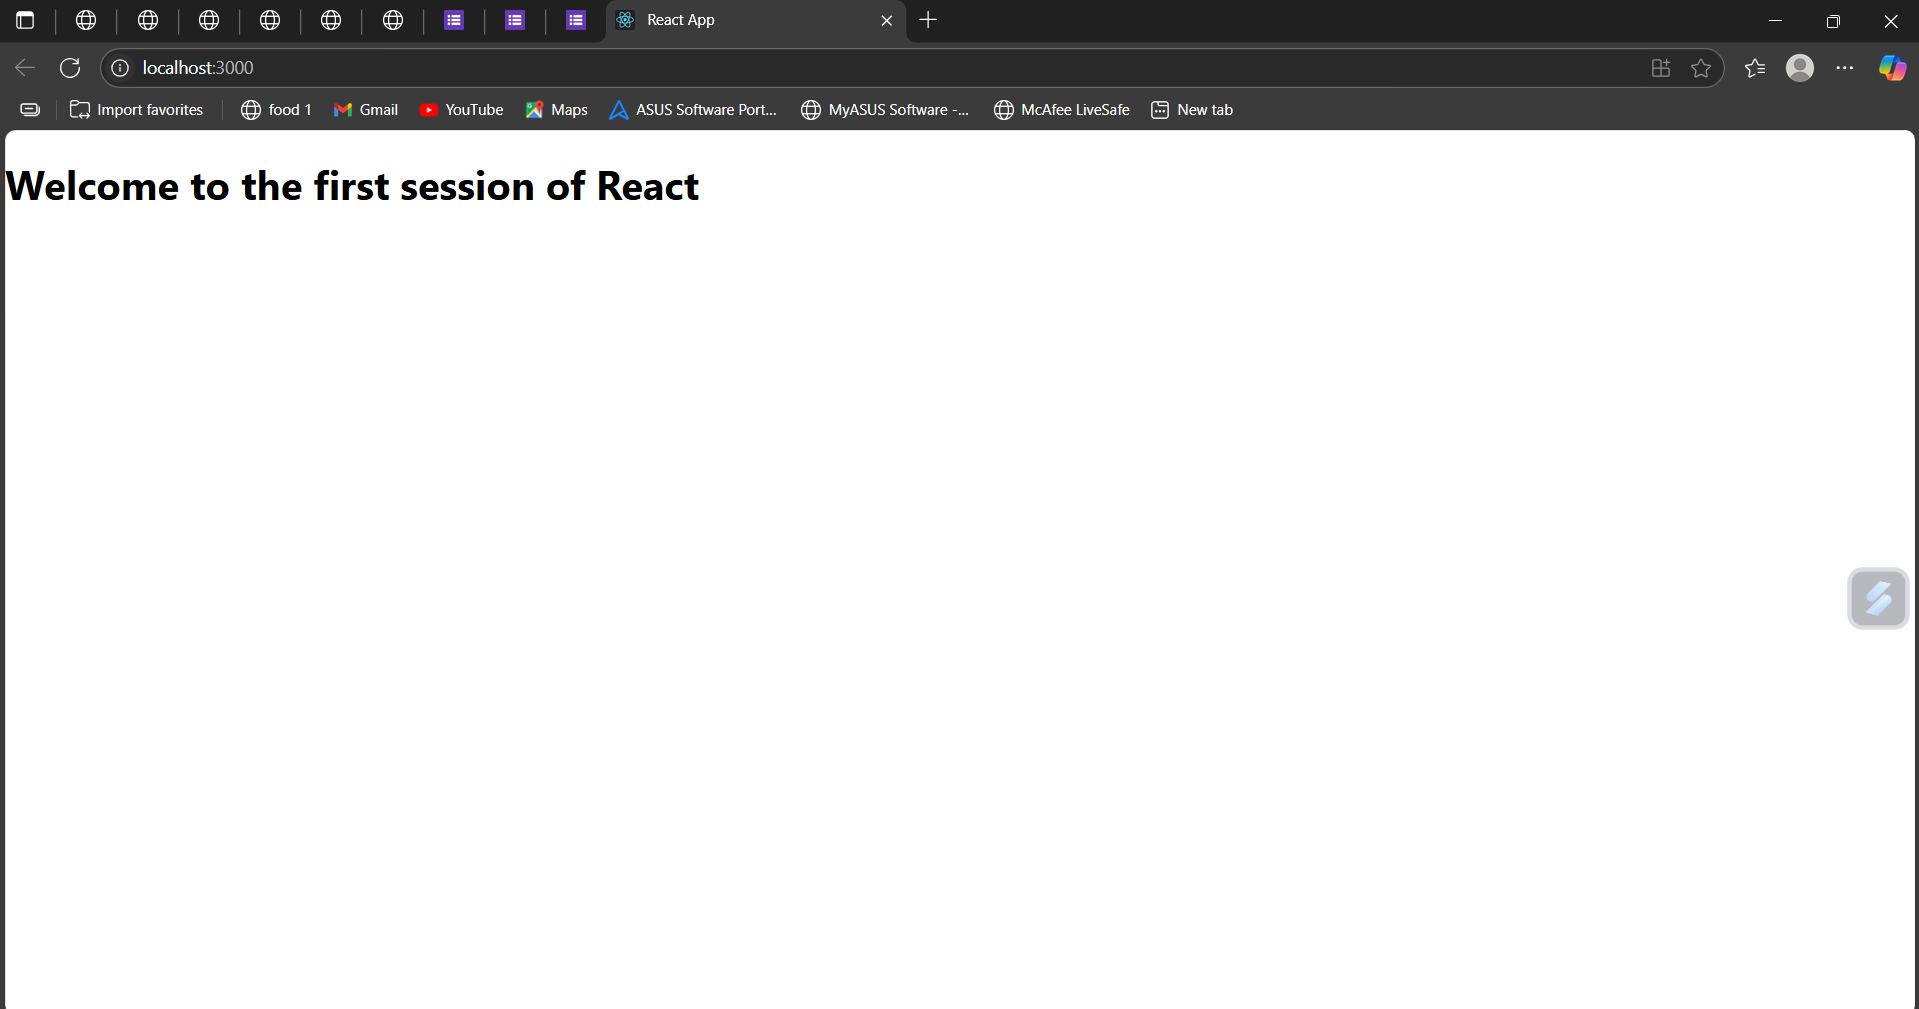 React App
localhost:3000
Import favorites food 1 Gmail YouTube Maps ASUS Software Port... MyASUS Software -... McAfee LiveSafe New tab
Welcome to the first session of React